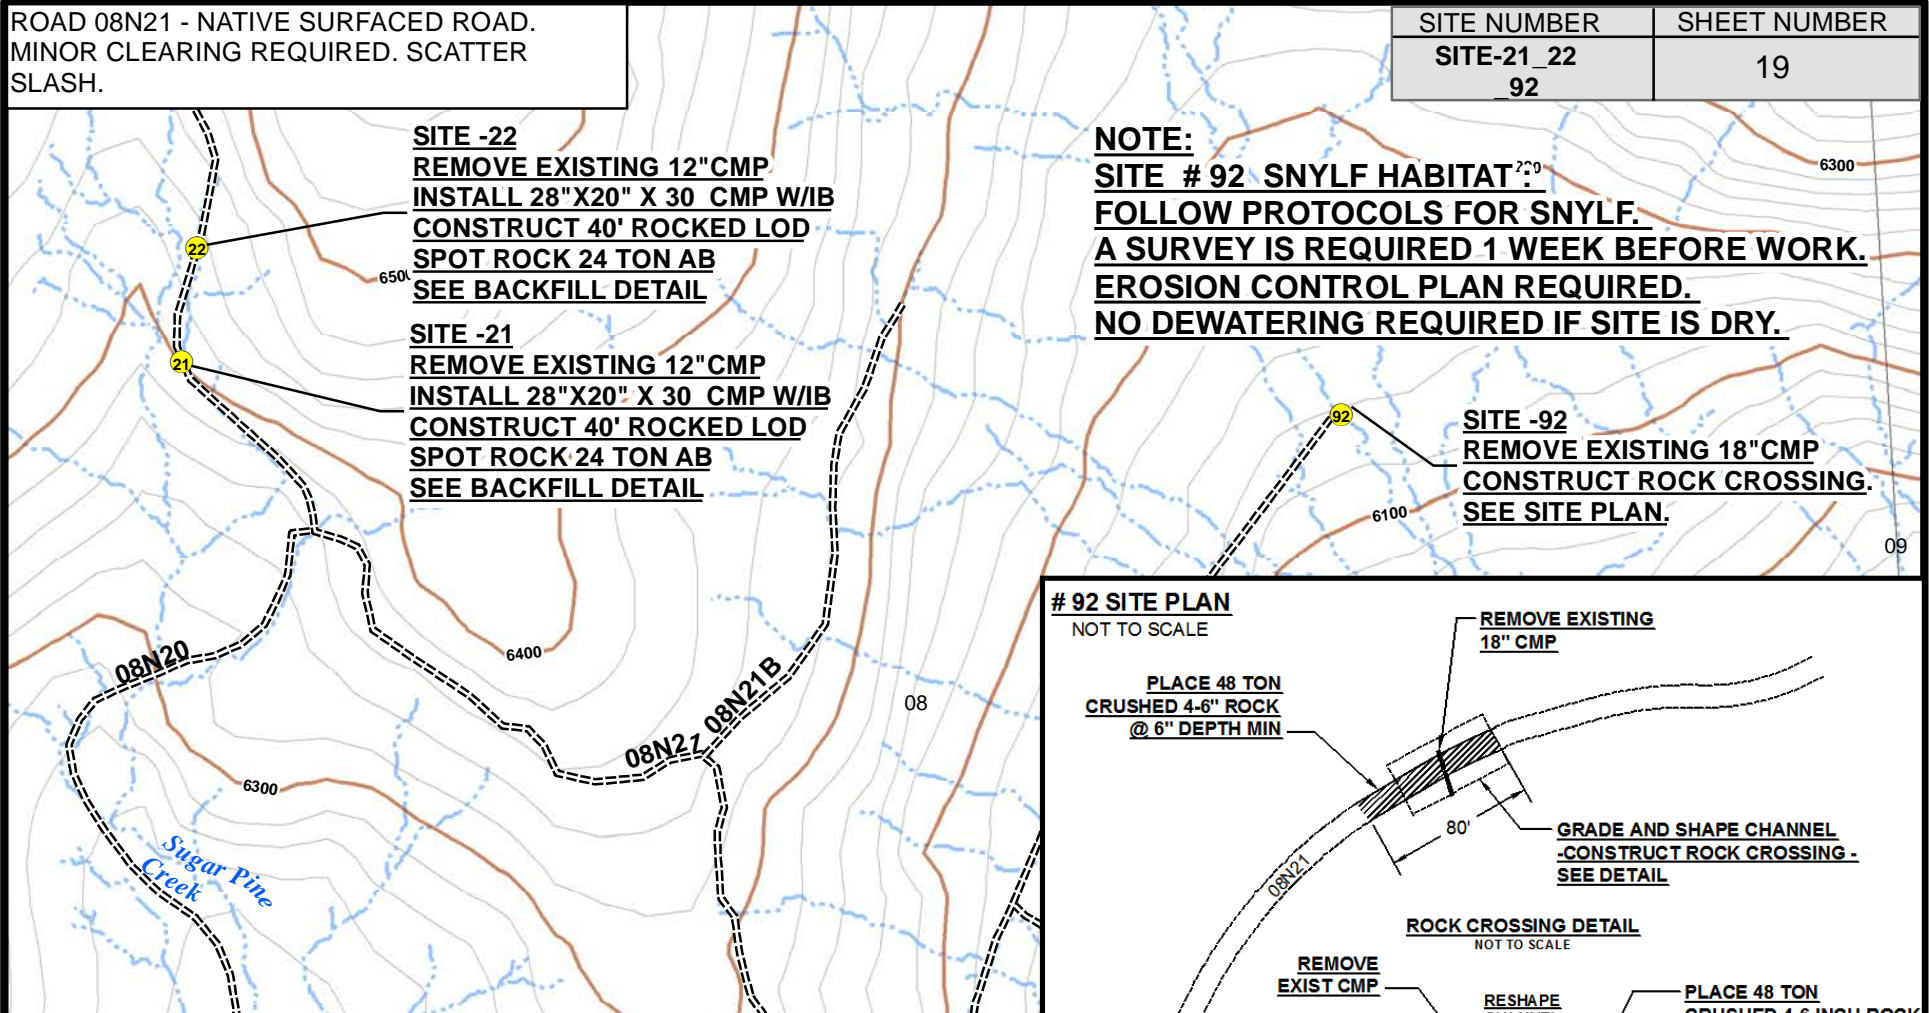 ROAD 08N21 - NATIVE SURFACED ROAD.
MINOR CLEARING REQUIRED. SCATTER
SLASH.
SITE NUMBER
SHEET NUMBER
SITE-21_22
_92
19
SITE -22
REMOVE EXISTING 12"CMP
INSTALL 28"X20" X 30 CMP W/IB
CONSTRUCT 40' ROCKED LOD
SPOT ROCK 24 TON AB
SEE BACKFILL DETAIL
SITE -21
REMOVE EXISTING 12"CMP
INSTALL 28"X20" X 30 CMP W/IB
CONSTRUCT 40' ROCKED LOD
SPOT ROCK 24 TON AB
SEE BACKFILL DETAIL
NOTE:
SITE # 92 SNYLF HABITAT:
FOLLOW PROTOCOLS FOR SNYLF.
A SURVEY IS REQUIRED 1 WEEK BEFORE WORK.
EROSION CONTROL PLAN REQUIRED.
NO DEWATERING REQUIRED IF SITE IS DRY.
SITE -92
REMOVE EXISTING 18"CMP
CONSTRUCT ROCK CROSSING.
SEE SITE PLAN.
22
21
92
6500
6300
6100
09
6400
08
6300
08N20
08N21B
08N21
Sugar Pine
Creek
# 92 SITE PLAN
NOT TO SCALE
REMOVE EXISTING
18" CMP
PLACE 48 TON
CRUSHED 4-6" ROCK
@ 6" DEPTH MIN
80'
GRADE AND SHAPE CHANNEL
-CONSTRUCT ROCK CROSSING -
SEE DETAIL
08N21
ROCK CROSSING DETAIL
NOT TO SCALE
REMOVE
EXIST CMP
RESHAPE
PLACE 48 TON
CRUSHED 4-6 INCH ROCK